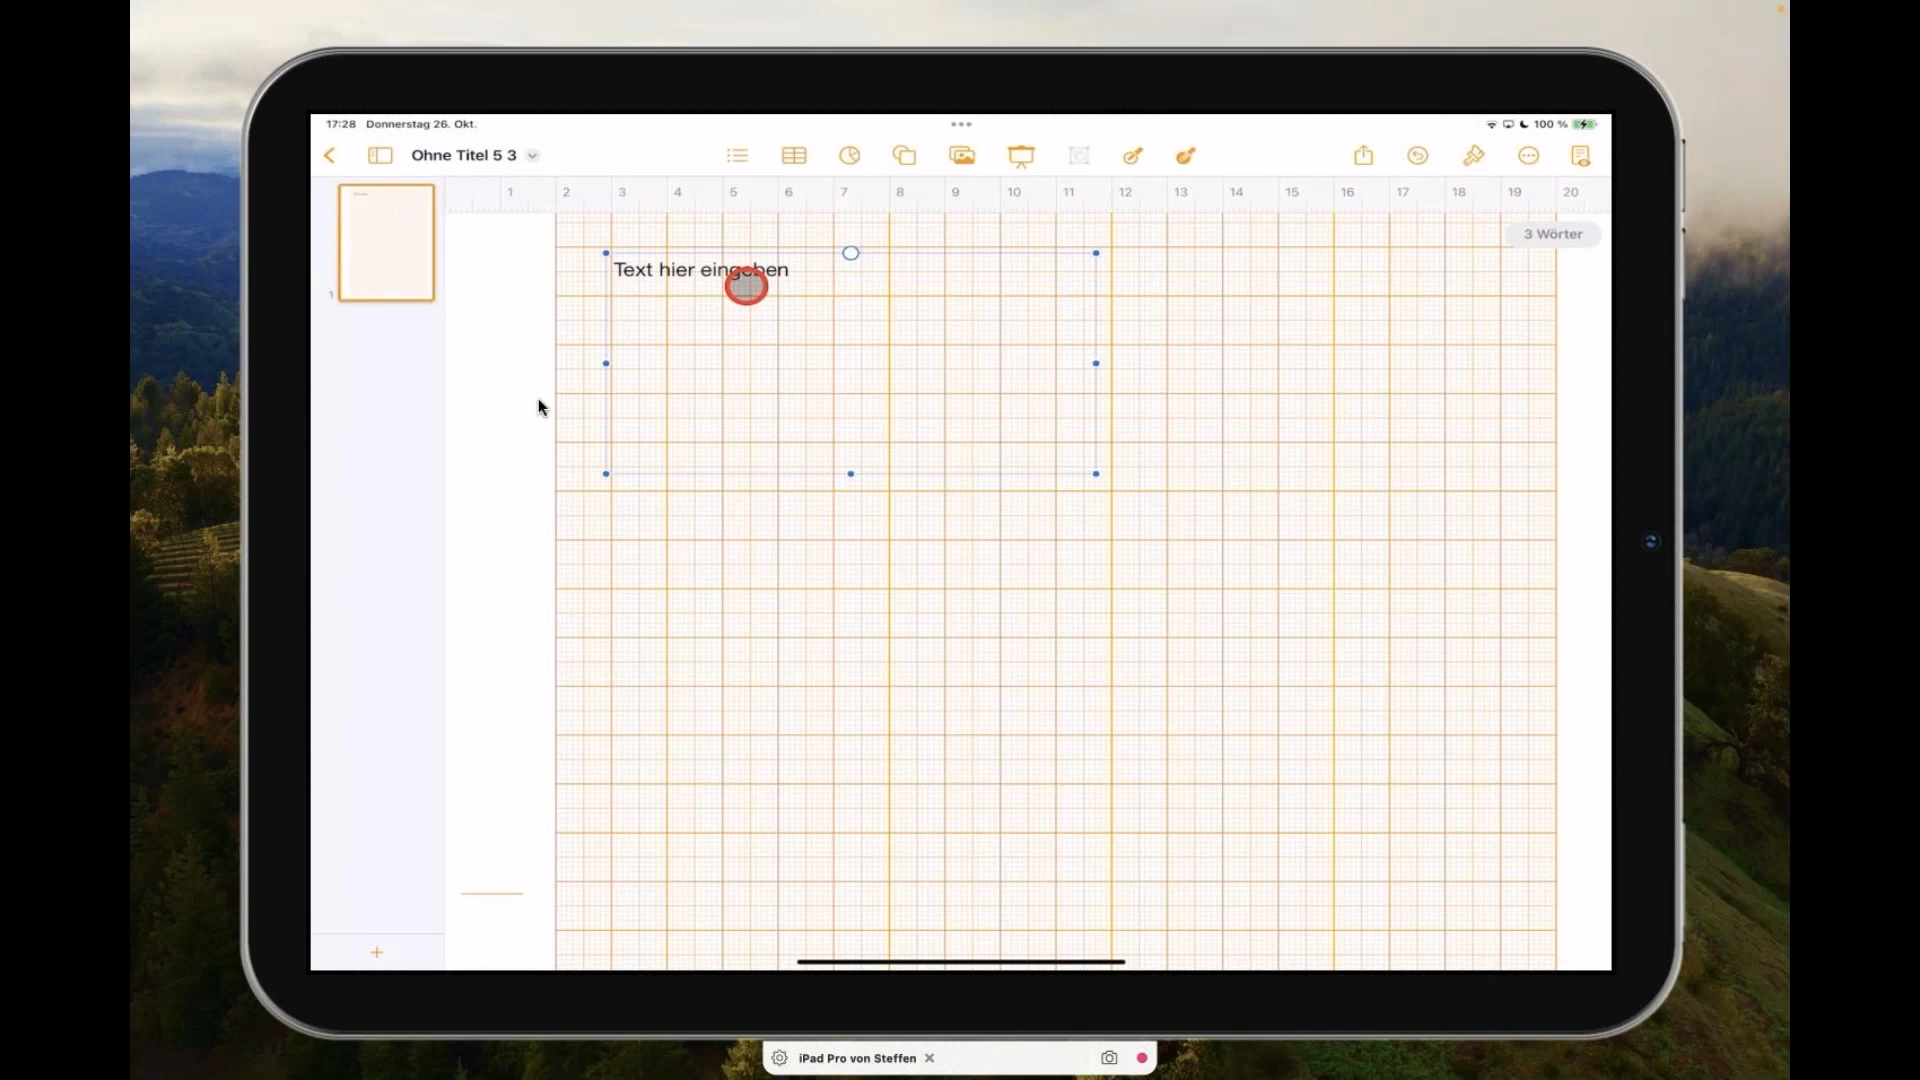 17:28 Donnerstag 26. Okt.
100 %
Ohne Titel 5 3
1 2 3 4 5 6 7 8 9 10 11 12 13 14 15 16 17 18 19 20
3 Wörter
Text hier eingeben
1
iPad Pro von Steffen